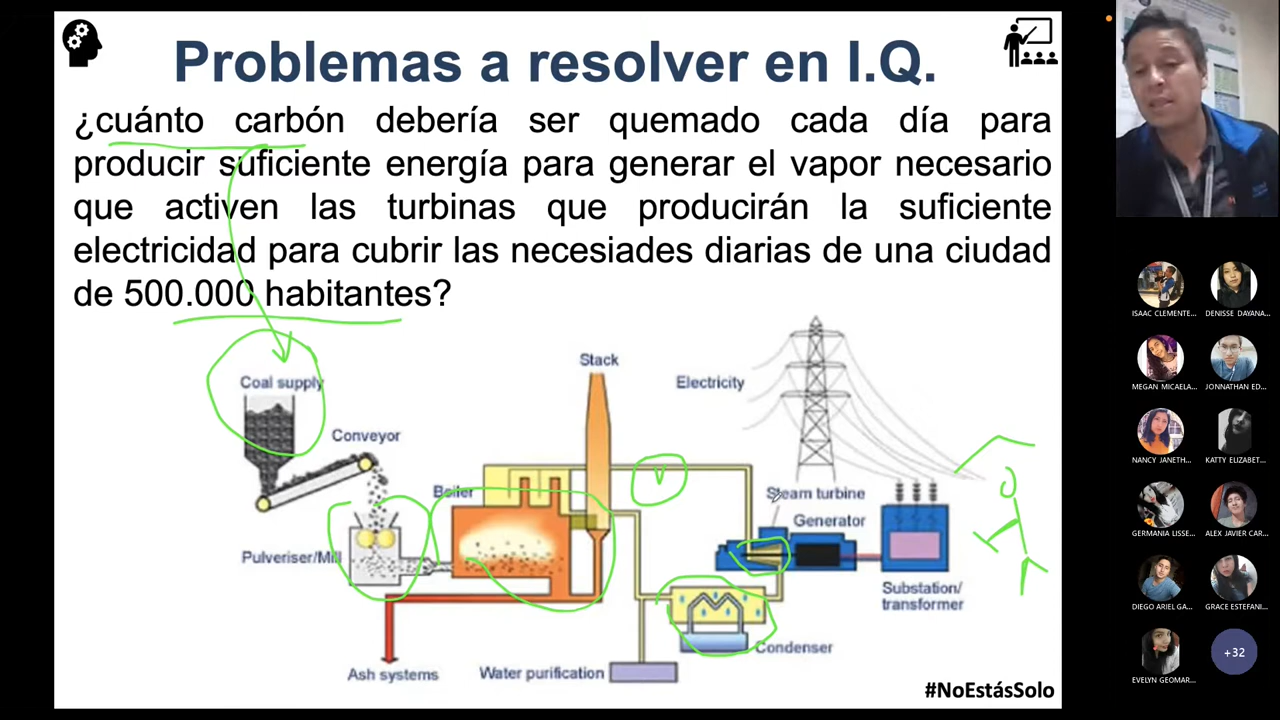 Problemas a resolver en I.Q.
¿cuánto carbón debería ser quemado cada día para
producir suficiente energía para generar el vapor necesario
que activen las turbinas que producirán la suficiente
electricidad para cubrir las necesiades diarias de una ciudad
de 500.000 habitantes?
Stack
Electricity
Coal supply
Conveyor
Boiler
V
Steam turbine
Generator
Pulveriser/Mill
Substation/
transformer
Condenser
Ash systems
Water purification
#NoEstásSolo
ISAAC CLEMENTE...
DENISSE DAYANA...
MEGAN MICAELA...
JONNATHAN ED...
NANCY JANETH...
KATTY ELIZABET...
GERMANIA LISSE...
ALEX JAVIER CAR...
DIEGO ARIEL GA...
GRACE ESTEFANI...
EVELYN GEOMAR...
+32